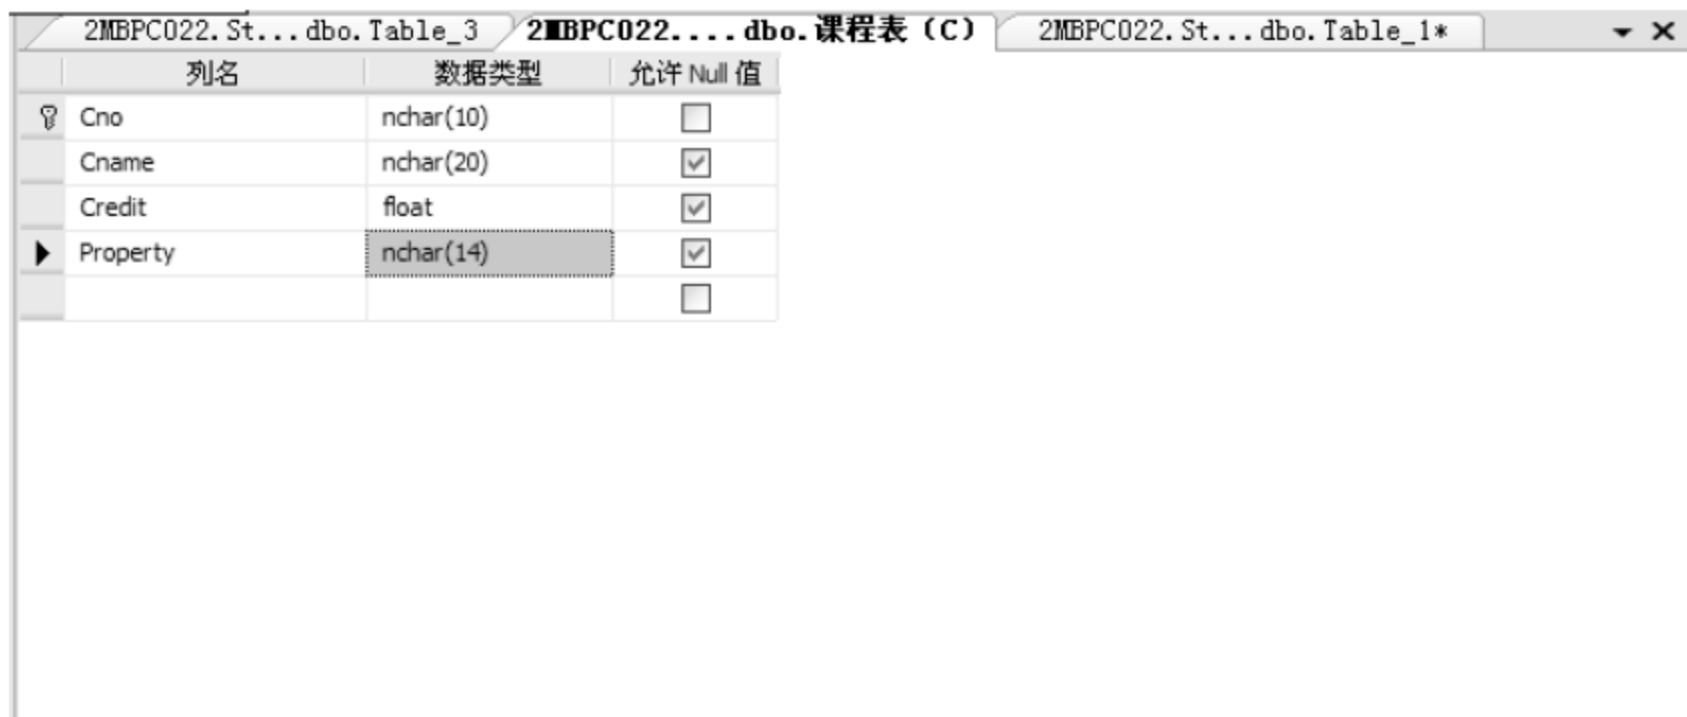 2MBPC022.St...dbo.Table_3 2MBPC022....dbo.课程表（C） 2MBPC022.St...dbo.Table_1*
列名 数据类型 允许 Null 值
Cno nchar(10)
Cname nchar(20)
Credit float
Property nchar(14)